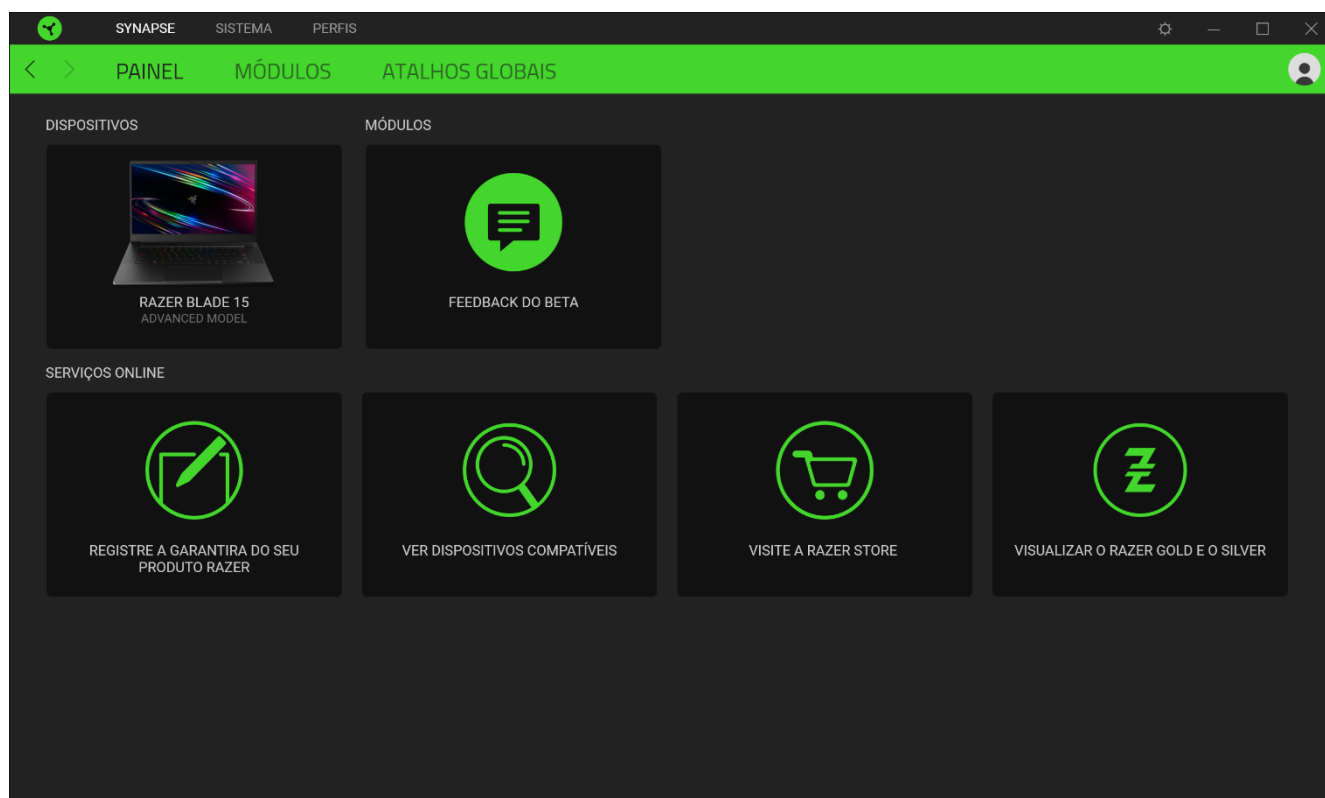 SYNAPSE SISTEMA PERFIS
PAINEL MÓDULOS ATALHOS GLOBAIS
DISPOSITIVOS MÓDULOS
RAZER BLADE 15
ADVANCED MODEL
FEEDBACK DO BETA
SERVIÇOS ONLINE
REGISTRE A GARANTIRA DO SEU
PRODUTO RAZER
VER DISPOSITIVOS COMPATÍVEIS
VISITE A RAZER STORE
VISUALIZAR O RAZER GOLD E O SILVER